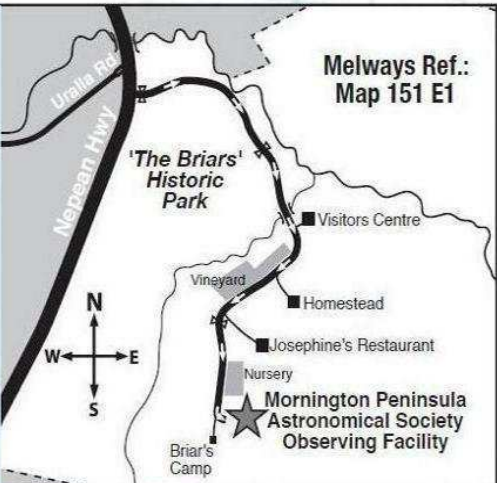 Melways Ref.:
Map 151 E1
Uralla Rd
Nepean Hwy
'The Briars'
Historic
Park
Visitors Centre
Vineyard
Homestead
N
W
E
S
Josephine's Restaurant
Nursery
Mornington Peninsula
Astronomical Society
Observing Facility
Briar's
Camp